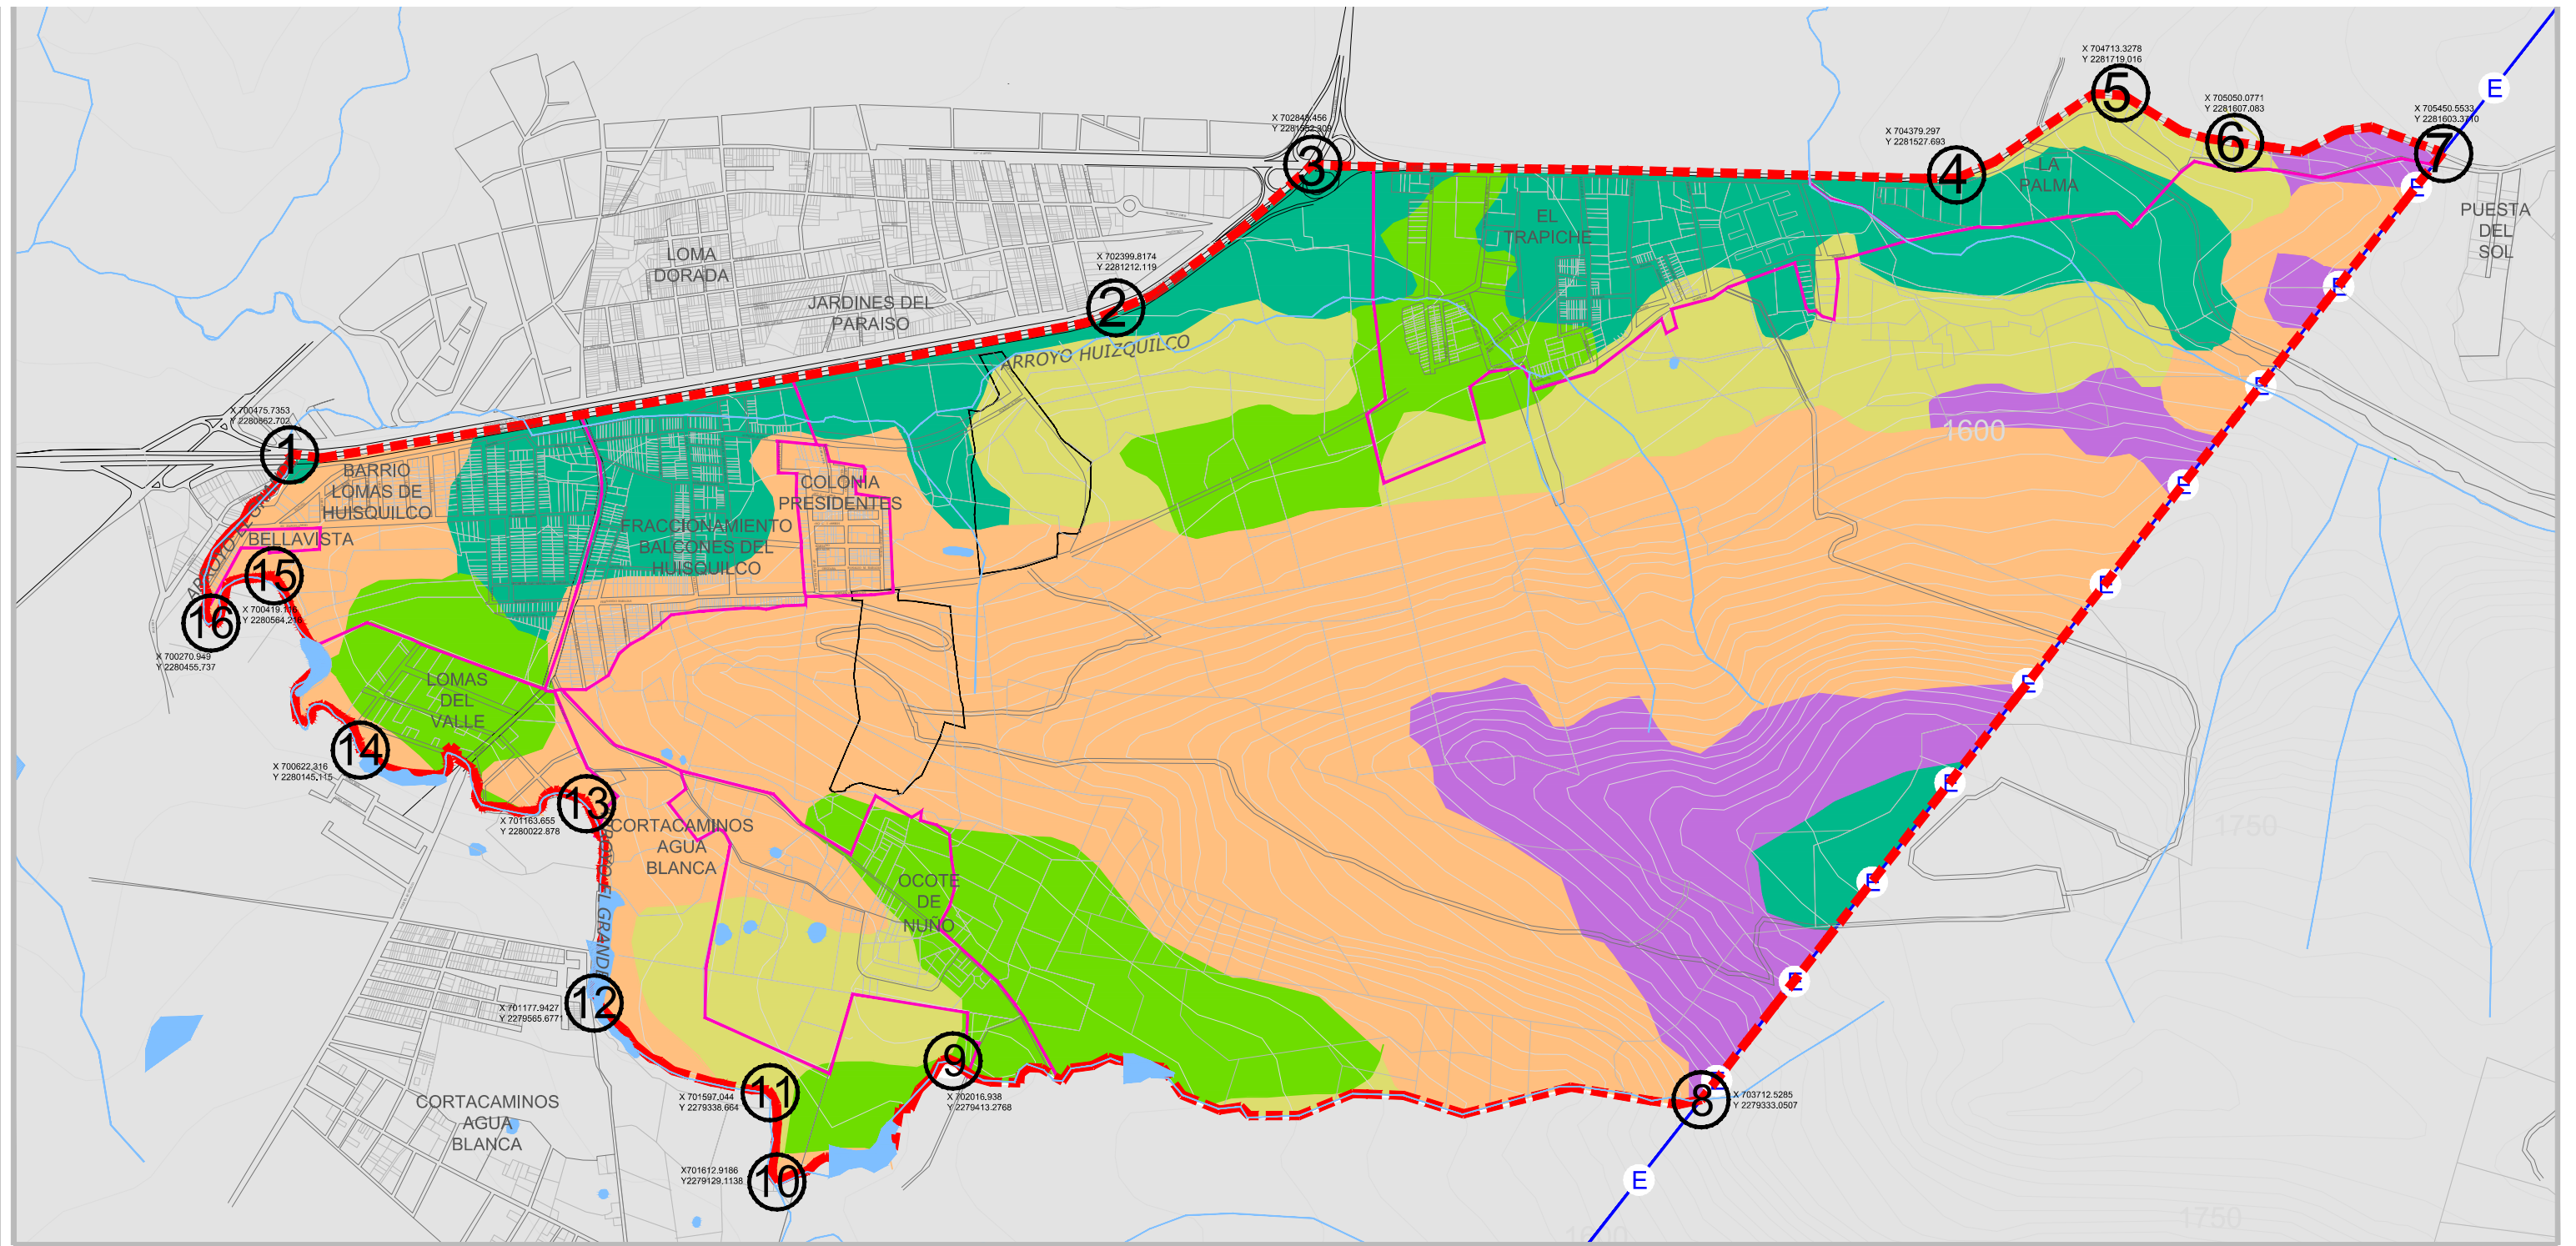 X 704713.3278
Y 2281719.016
5
E
X 705050.0771
Y 2281607.083
6
X 705450.5533
7
X 704379.297
Y 2281527.693
4
3
LA
PALMA
E
PUESTA
DEL
SOL
EL
TRAPICHE
LOMA
DORADA
X 702399.8174
Y 2281212.119
2
JARDINES DEL
PARAISO
E
ARROYO HUIZQUILCO
E
X 700475.7353
Y 2280862.702
1
1600
BARRIO
LOMAS DE
HUISQUILCO
COLONIA
PRESIDENTES
E
FRACCIONAMIENTO
BALCONES DEL
HUISQUILCO
BELLAVISTA
15
E
16
X 700270.949
Y 2280455.737
LOMAS
DEL
VALLE
E
14
X 700622.316
Y 2280145.115
E
13
X 701163.655
Y 2280022.878
CORTACAMINOS
AGUA
BLANCA
1750
OCOTE
DE
NUÑO
E
E
12
X 701177.9427
Y 2279565.6771
9
X 702016.938
Y 2279413.2768
11
X 701597.044
Y 2279338.664
8
X 703712.5285
Y 2279333.0507
CORTACAMINOS
AGUA
BLANCA
10
X701612.9186
Y2279129.1138
E
1750